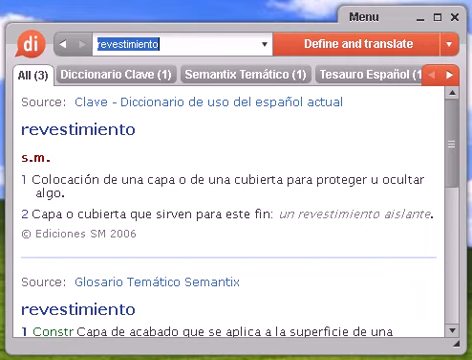 Menu
di
revestimiento
Define and translate
All (3)
Diccionario Clave (1)
Semantix Temático (1)
Tesauro Español (1
Source: Clave - Diccionario de uso del español actual
revestimiento
s.m.
1 Colocación de una capa o de una cubierta para proteger u ocultar
algo.
2 Capa o cubierta que sirven para este fin: un revestimiento aislante.
© Ediciones SM 2006
Source: Glosario Temático Semantix
revestimiento
1 Constr Capa de acabado que se aplica a la superficie de una